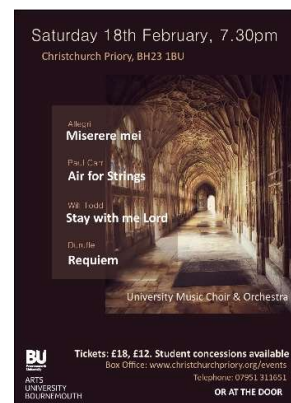 Saturday 18th February, 7.30pm
Christchurch Priory, BH23 1BU
Allegri
Miserere mei
Paul Carr
Air for Strings
Will Todd
Stay with me Lord
Requiem
University Music Choir & Orchestra
BU
Bournemouth
University
ARTS
UNIVERSITY
BOURNEMOUTH
Tickets: £18, £12. Student concessions available
Box Office: www.christchurchpriory.org/events
Telephone: 07951 311651
OR AT THE DOOR